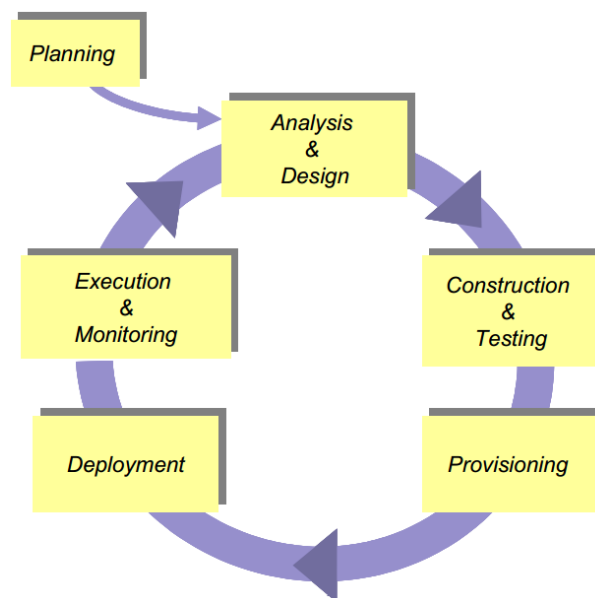 Planning
Analysis
&
Design
Construction
&
Testing
Provisioning
Deployment
Execution
&
Monitoring